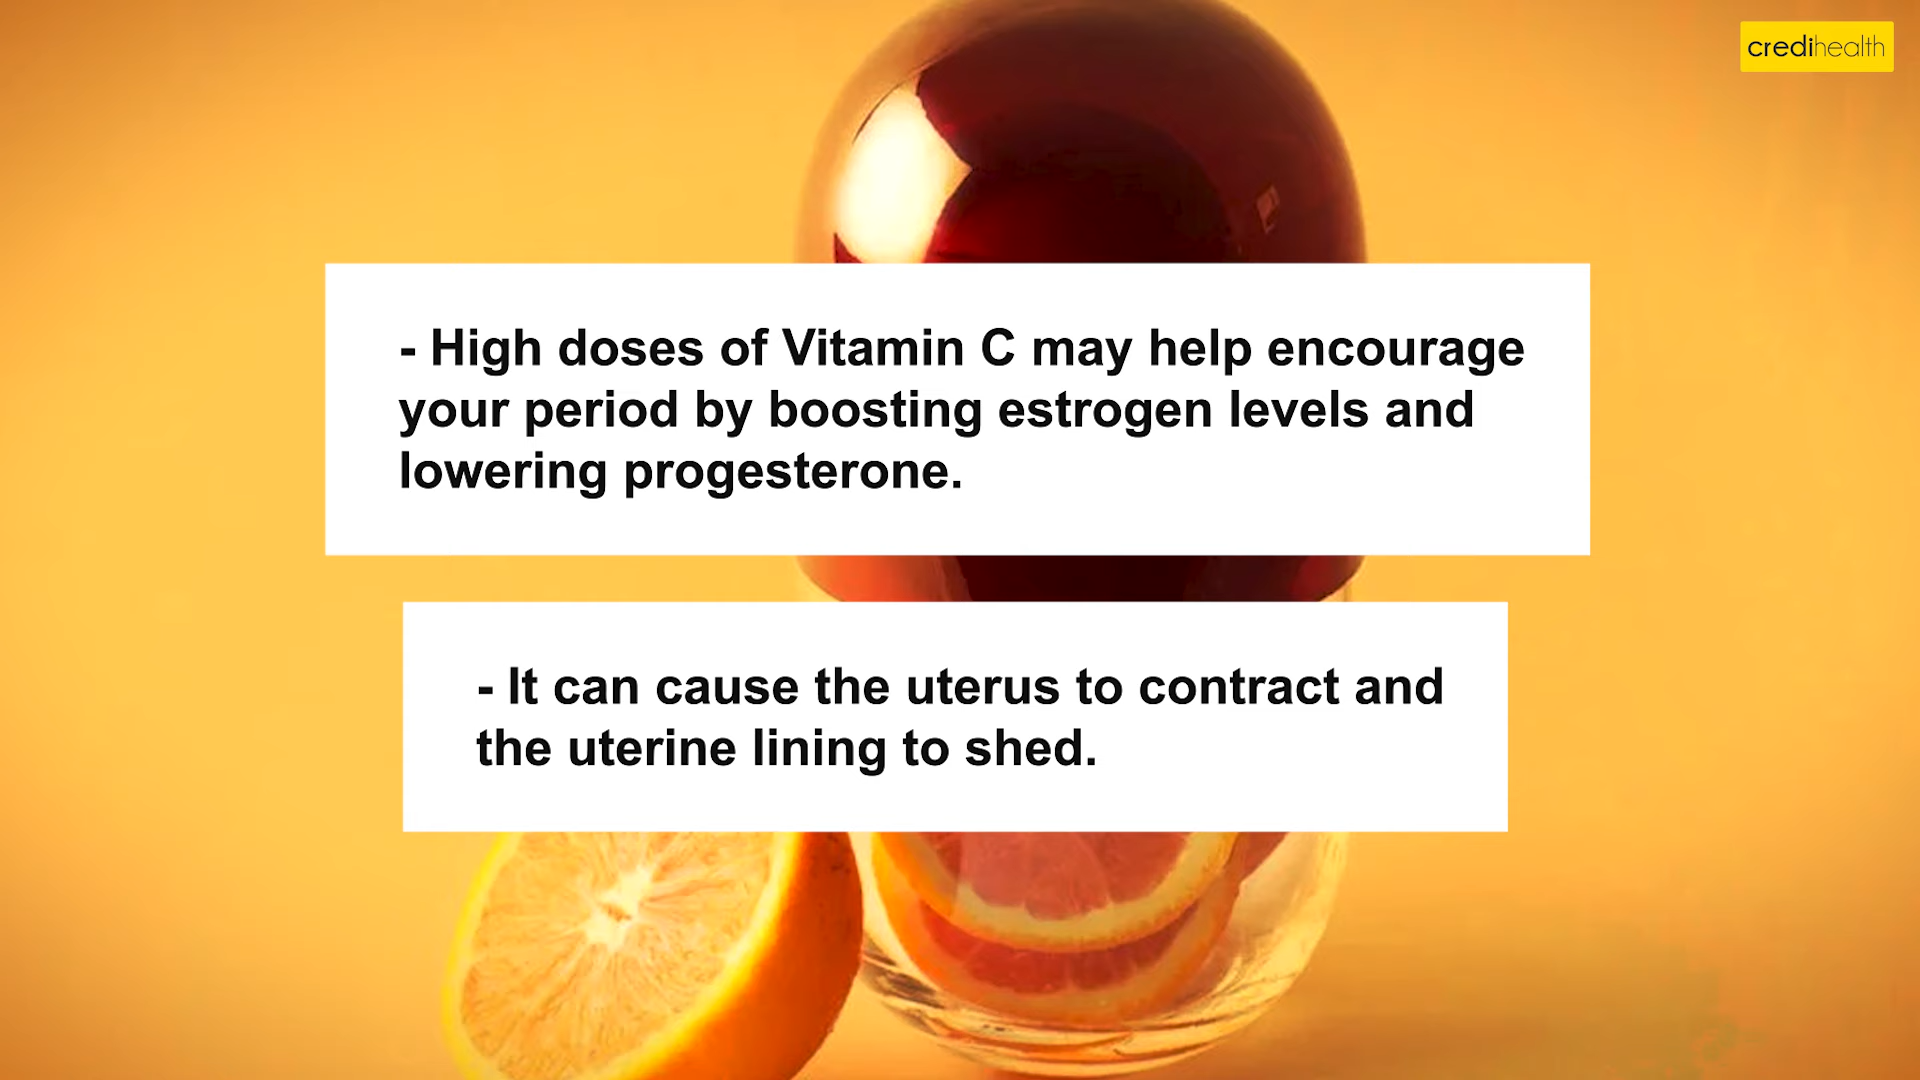 credihealth
- High doses of Vitamin C may help encourage
your period by boosting estrogen levels and
lowering progesterone.
- It can cause the uterus to contract and
the uterine lining to shed.